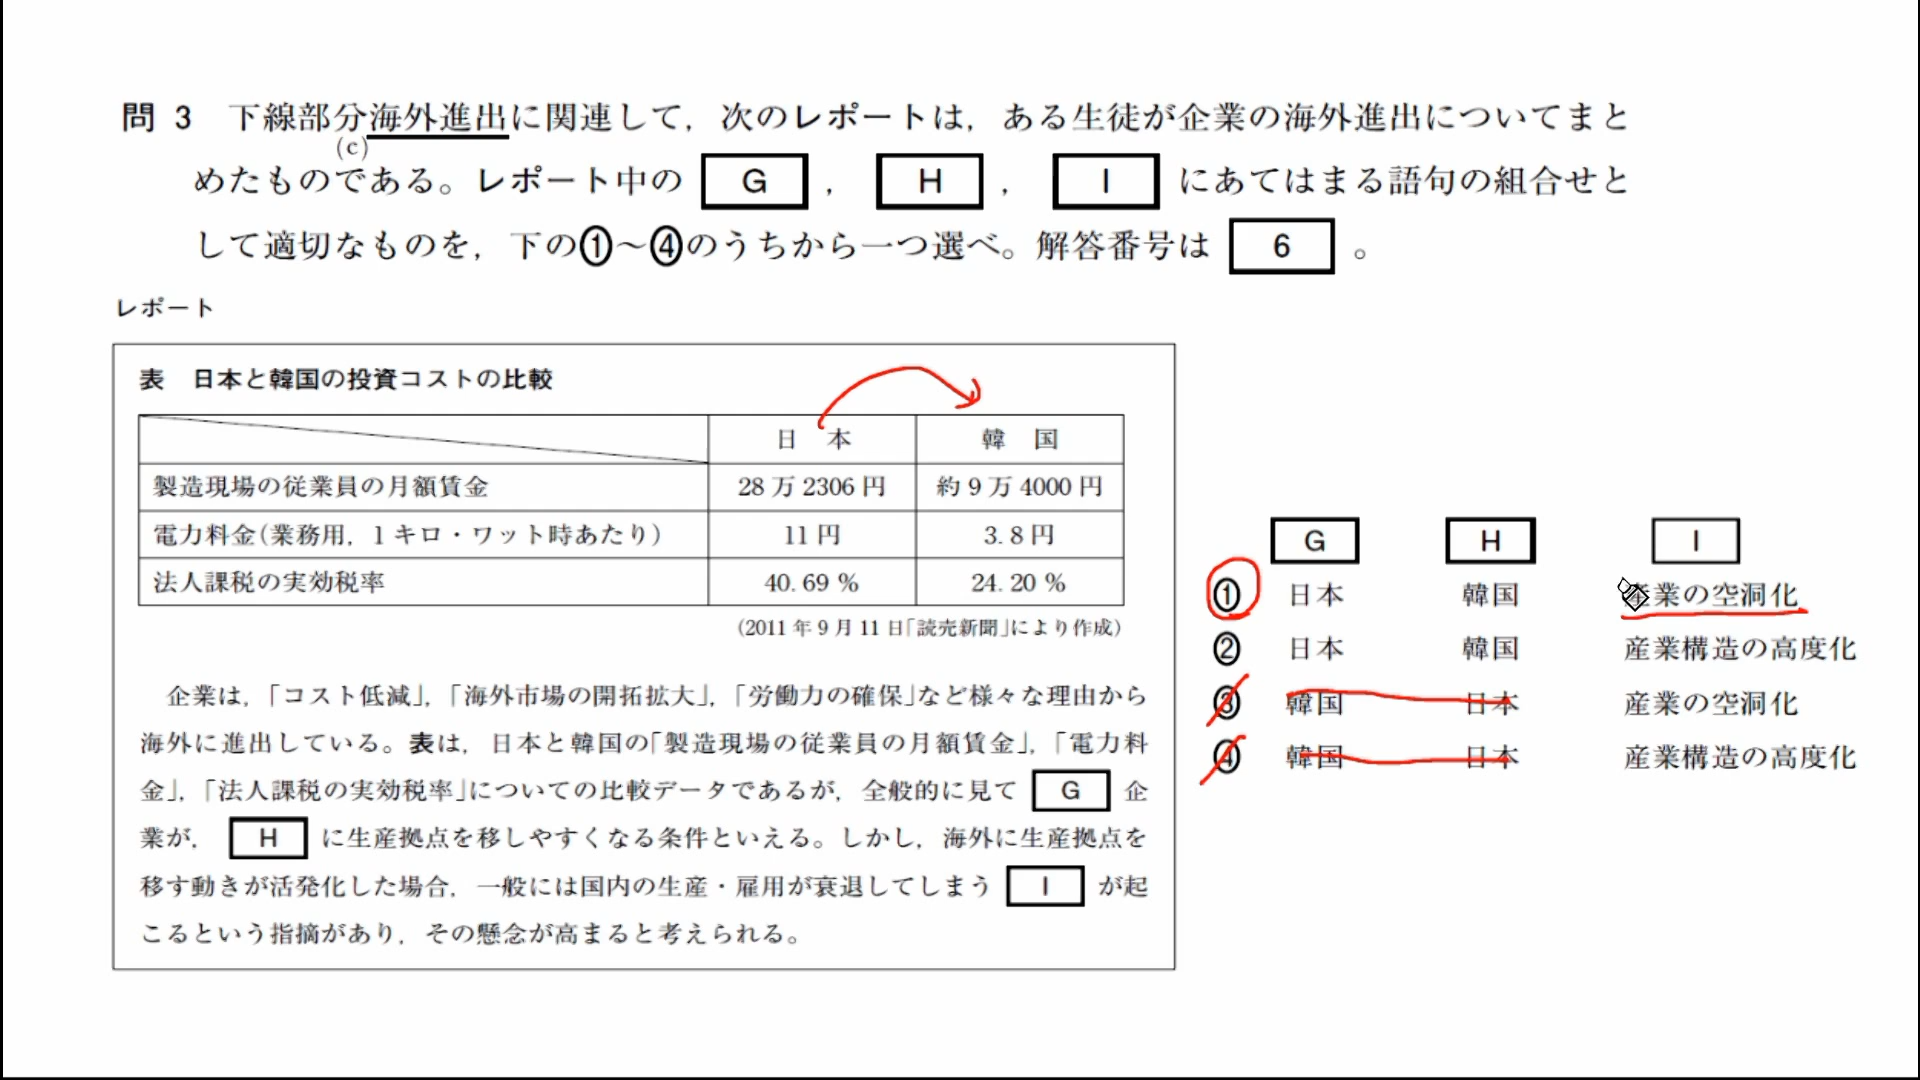 問 3 下線部分海外進出に関連して，次のレポートは，ある生徒が企業の海外進出についてまと
(c)
めたものである。レポート中の G ， H ， I にあてはまる語句の組合せと
して適切なものを，下の①～④のうちから一つ選べ。解答番号は 6 。
レポート
表 日本と韓国の投資コストの比較
日 本 韓 国
製造現場の従業員の月額賃金 28 万 2306 円 約 9 万 4000 円
電力料金(業務用，1 キロ・ワット時あたり) 11 円 3.8 円
法人課税の実効税率 40.69 % 24.20 %
(2011 年 9 月 11 日「読売新聞」により作成)
企業は，「コスト低減」，「海外市場の開拓拡大」，「労働力の確保」など様々な理由から
海外に進出している。表は，日本と韓国の「製造現場の従業員の月額賃金」，「電力料
金」，「法人課税の実効税率」についての比較データであるが，全般的に見て G 企
業が， H に生産拠点を移しやすくなる条件といえる。しかし，海外に生産拠点を
移す動きが活発化した場合，一般には国内の生産・雇用が衰退してしまう I が起
こるという指摘があり，その懸念が高まると考えられる。
G H I
① 日本 韓国 産業の空洞化
② 日本 韓国 産業構造の高度化
③ 韓国 日本 産業の空洞化
④ 韓国 日本 産業構造の高度化